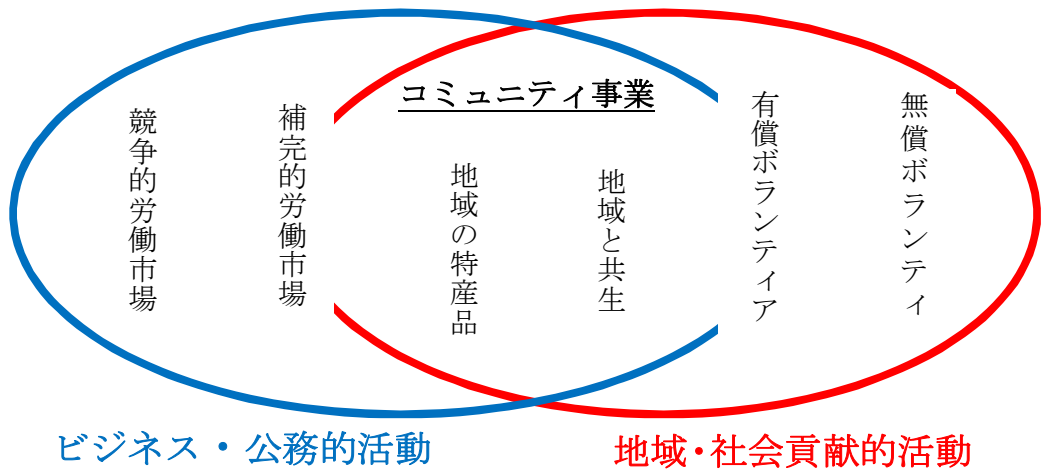 コミュニティ事業
競争的労働市場
補完的労働市場
地域の特産品
地域と共生
有償ボランティア
無償ボランティ
ビジネス・公務的活動
地域・社会貢献的活動